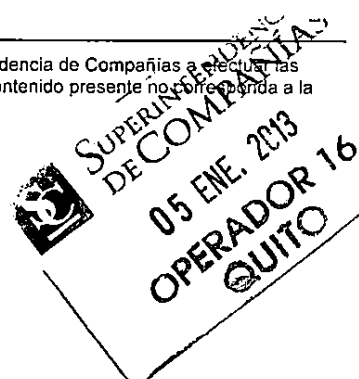 dencia de Compañias a efectuar las
ntenido presente no corresponda a la
SUPERINTENDENCIA
DE COMPAÑIAS
05 ENE. 2013
OPERADOR 16
QUITO